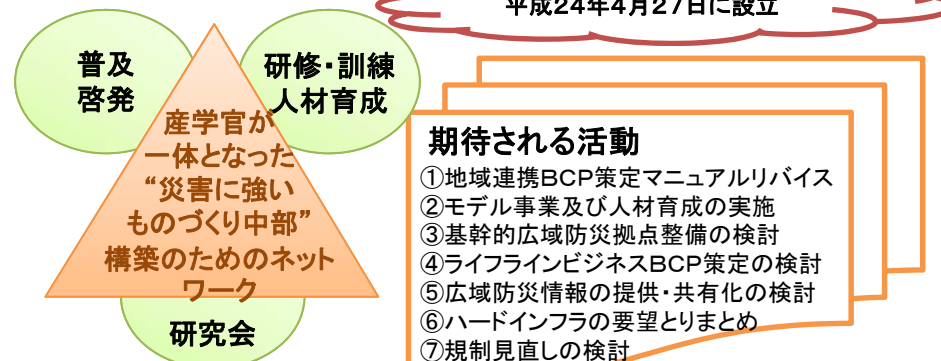 平成24年4月27日に設立
普及
啓発
研修・訓練
人材育成
産学官が
一体となった
“災害に強い
ものづくり中部”
構築のためのネット
ワーク
研究会
期待される活動
①地域連携BCP策定マニュアルリバイス
②モデル事業及び人材育成の実施
③基幹的広域防災拠点整備の検討
④ライフラインビジネスBCP策定の検討
⑤広域防災情報の提供・共有化の検討
⑥ハードインフラの要望とりまとめ
⑦規制見直しの検討